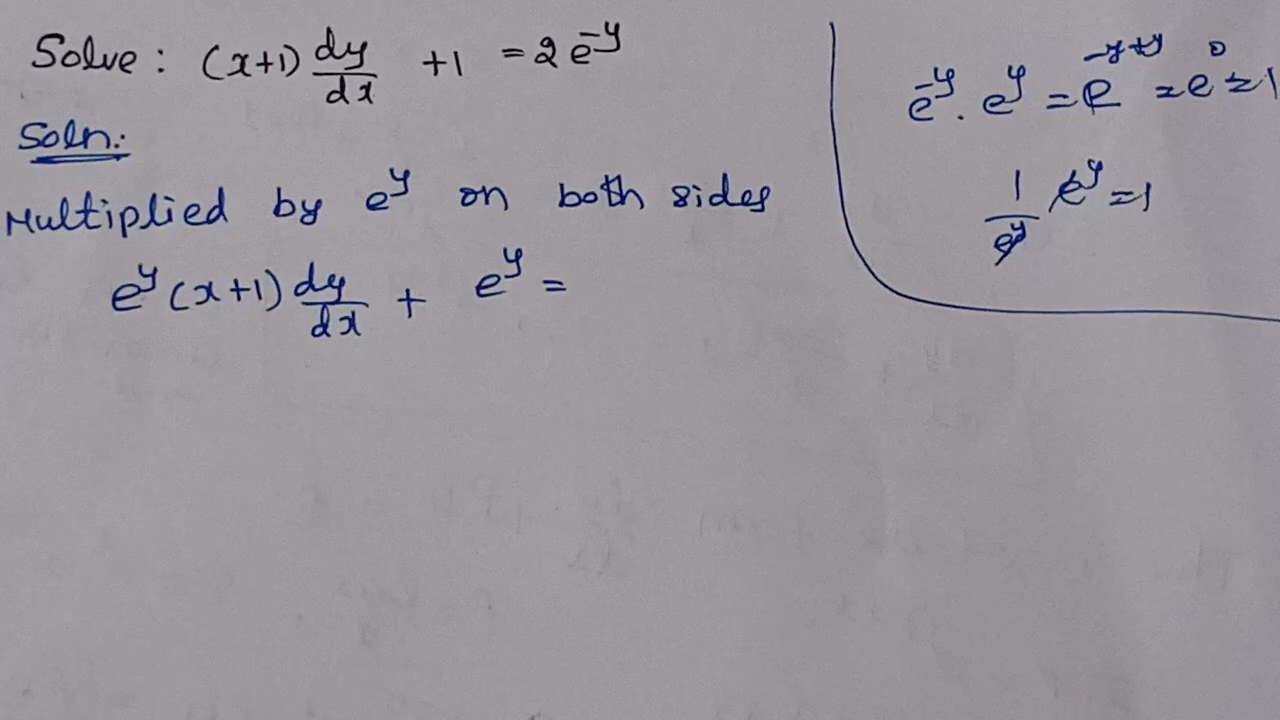 Solve: (x+1) dy/dx + 1 = 2e^-y
Soln:
Multiplied by e^y on both sides
e^y (x+1) dy/dx + e^y =
e^-y . e^y = e^-y+y = e^0 = 1
1/e^y e^y = 1